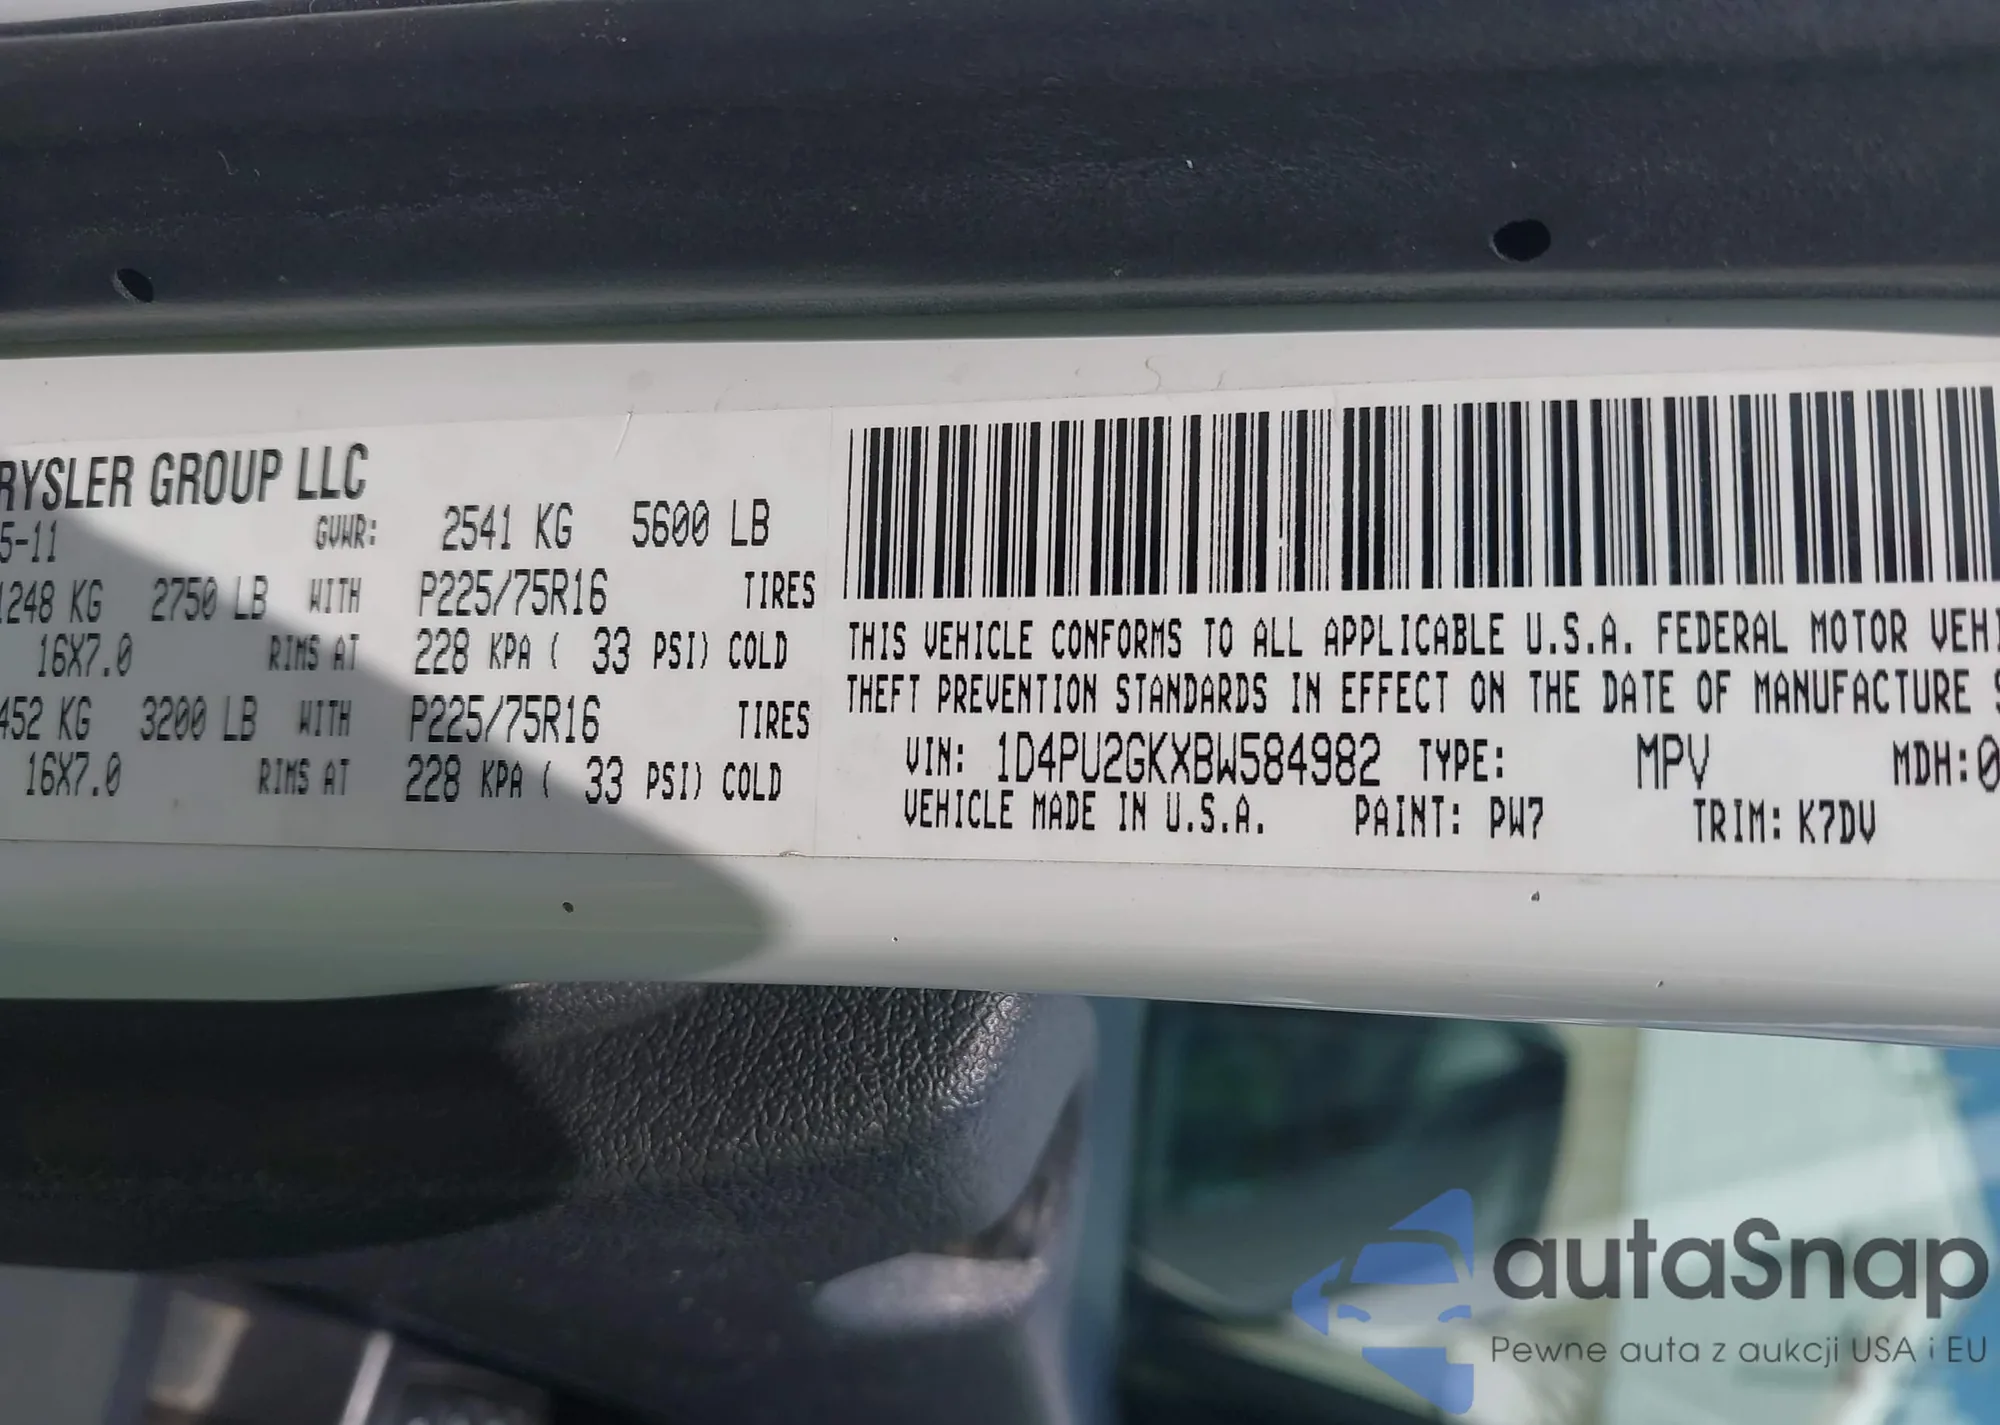 RYSLER GROUP LLC
5-11 GVWR: 2541 KG 5600 LB
1248 KG 2750 LB WITH P225/75R16 TIRES
16X7.0 RIMS AT 228 KPA ( 33 PSI) COLD
452 KG 3200 LB WITH P225/75R16 TIRES
16X7.0 RIMS AT 228 KPA ( 33 PSI) COLD
THIS VEHICLE CONFORMS TO ALL APPLICABLE U.S.A. FEDERAL MOTOR VEHI
THEFT PREVENTION STANDARDS IN EFFECT ON THE DATE OF MANUFACTURE S
VIN: 1D4PU2GKXBW584982 TYPE: MPV MDH:0
VEHICLE MADE IN U.S.A. PAINT: PW7 TRIM: K7DV
autaSnap
Pewne auta z aukcji USA i EU